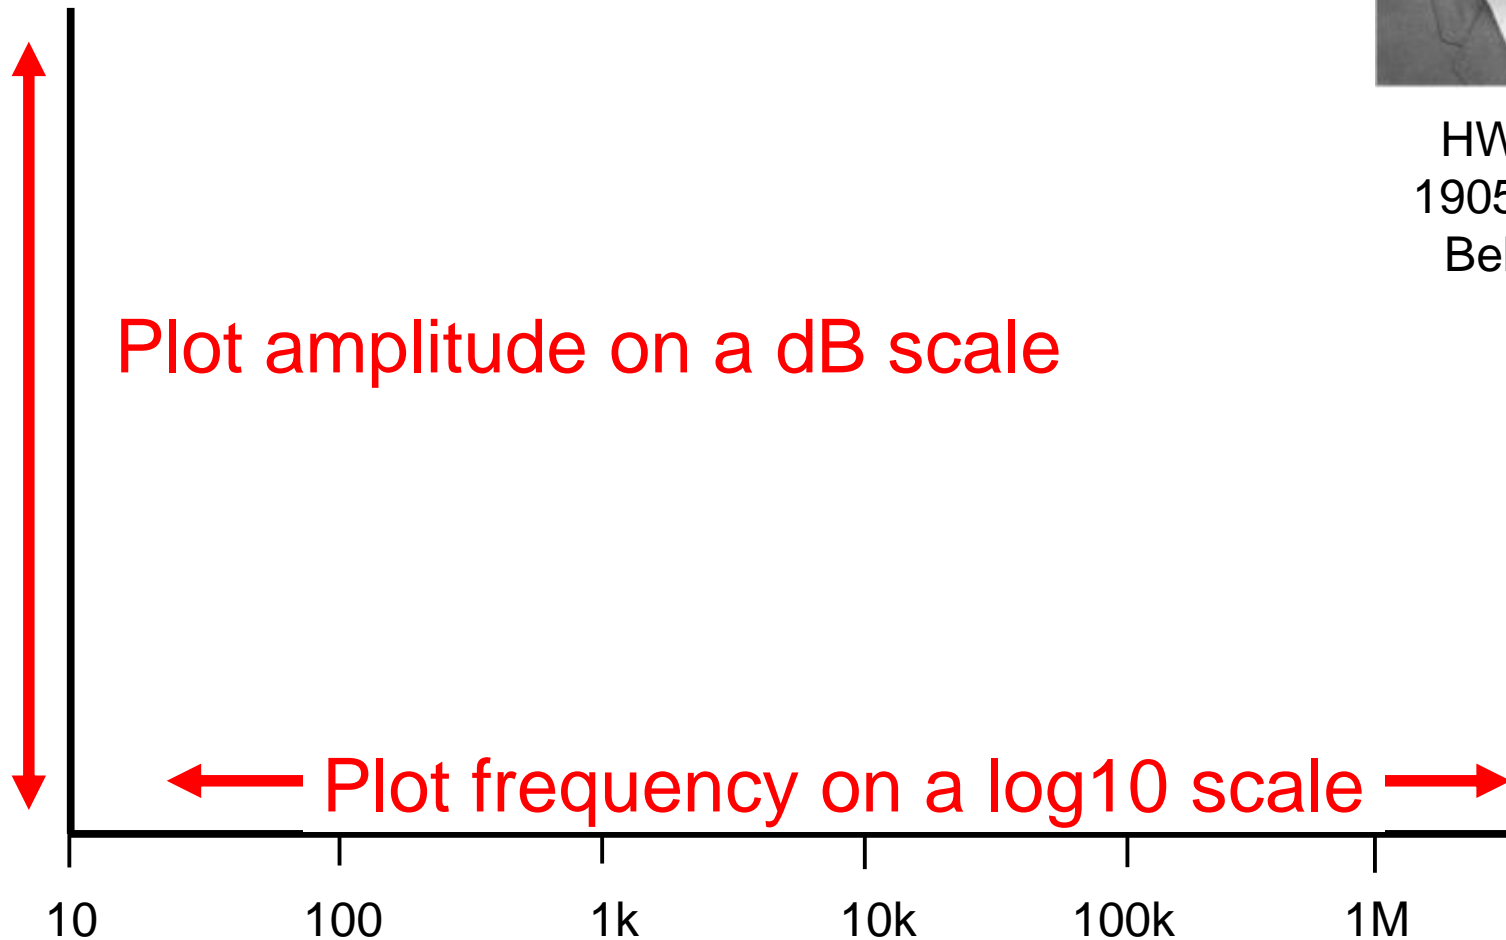 HW
1905
Bel
Plot amplitude on a dB scale
Plot frequency on a log10 scale
10 100 1k 10k 100k 1M